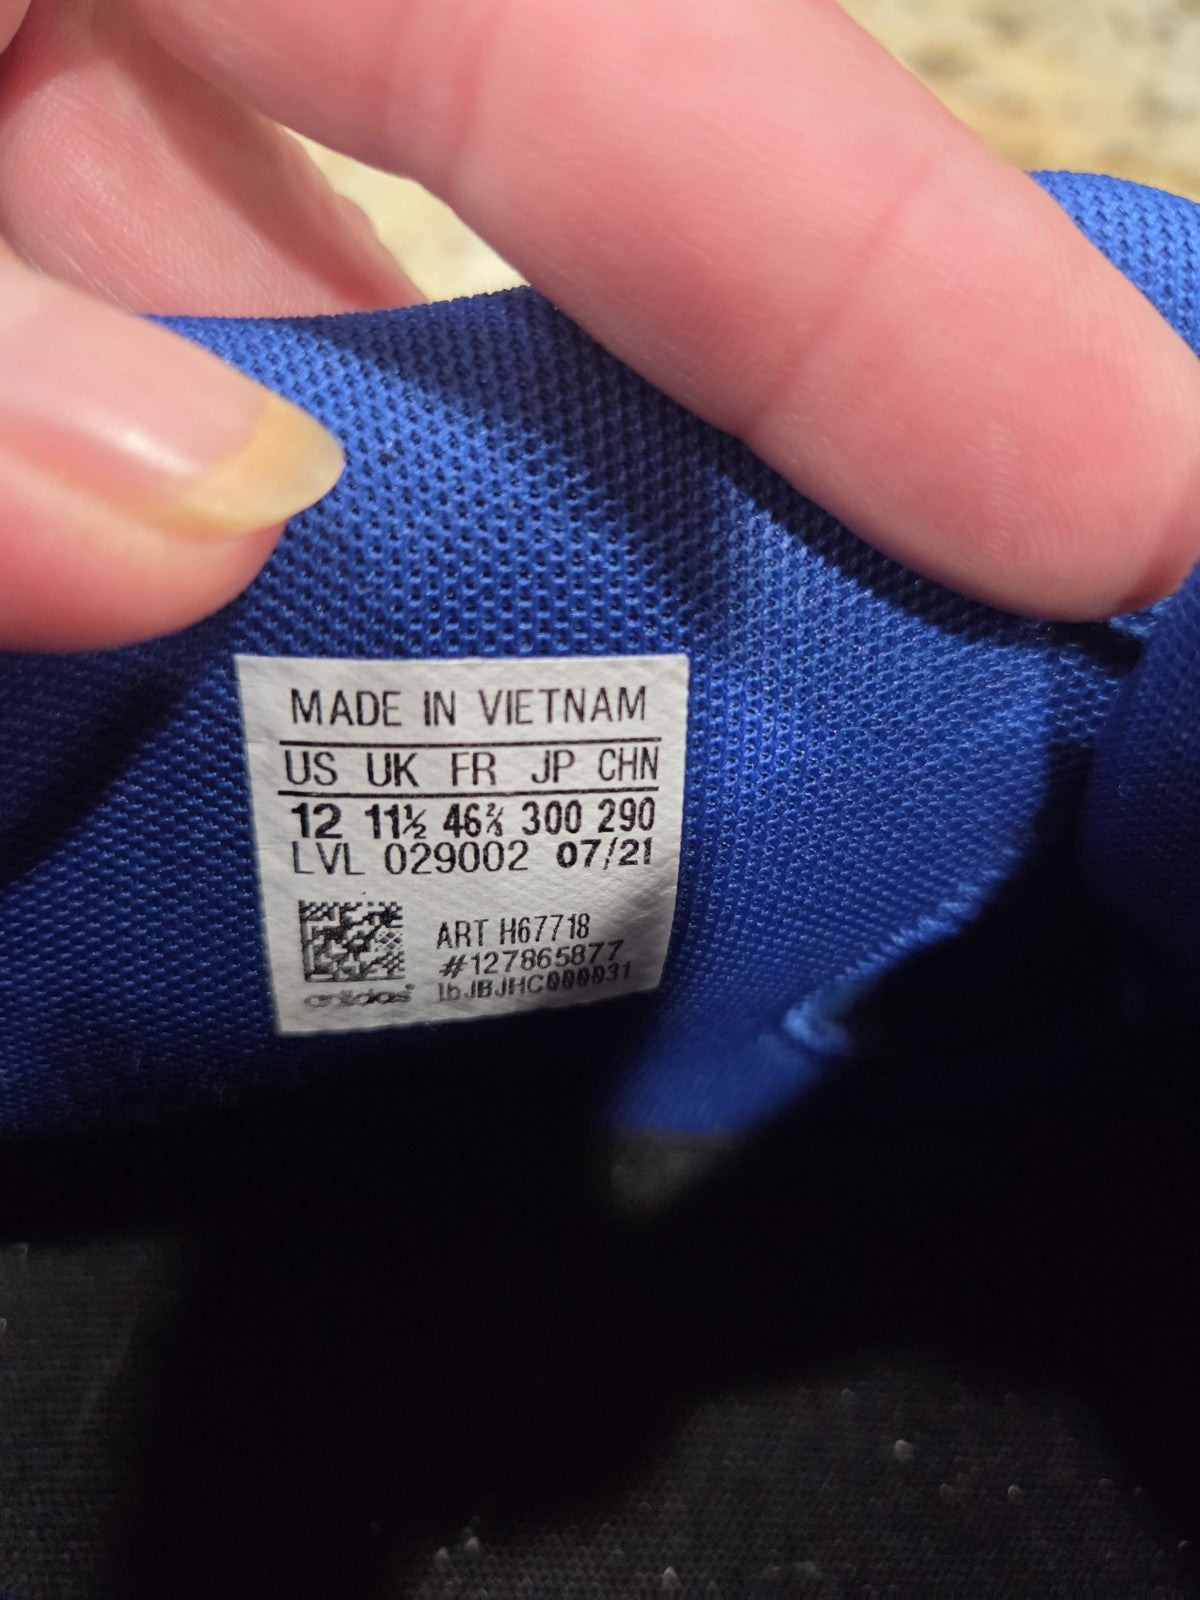 MADE IN VIETNAM
US UK FR JP CHN
12 11½ 46⅔ 300 290
LVL 029002 07/21
ART H67718
#127865877
adidas